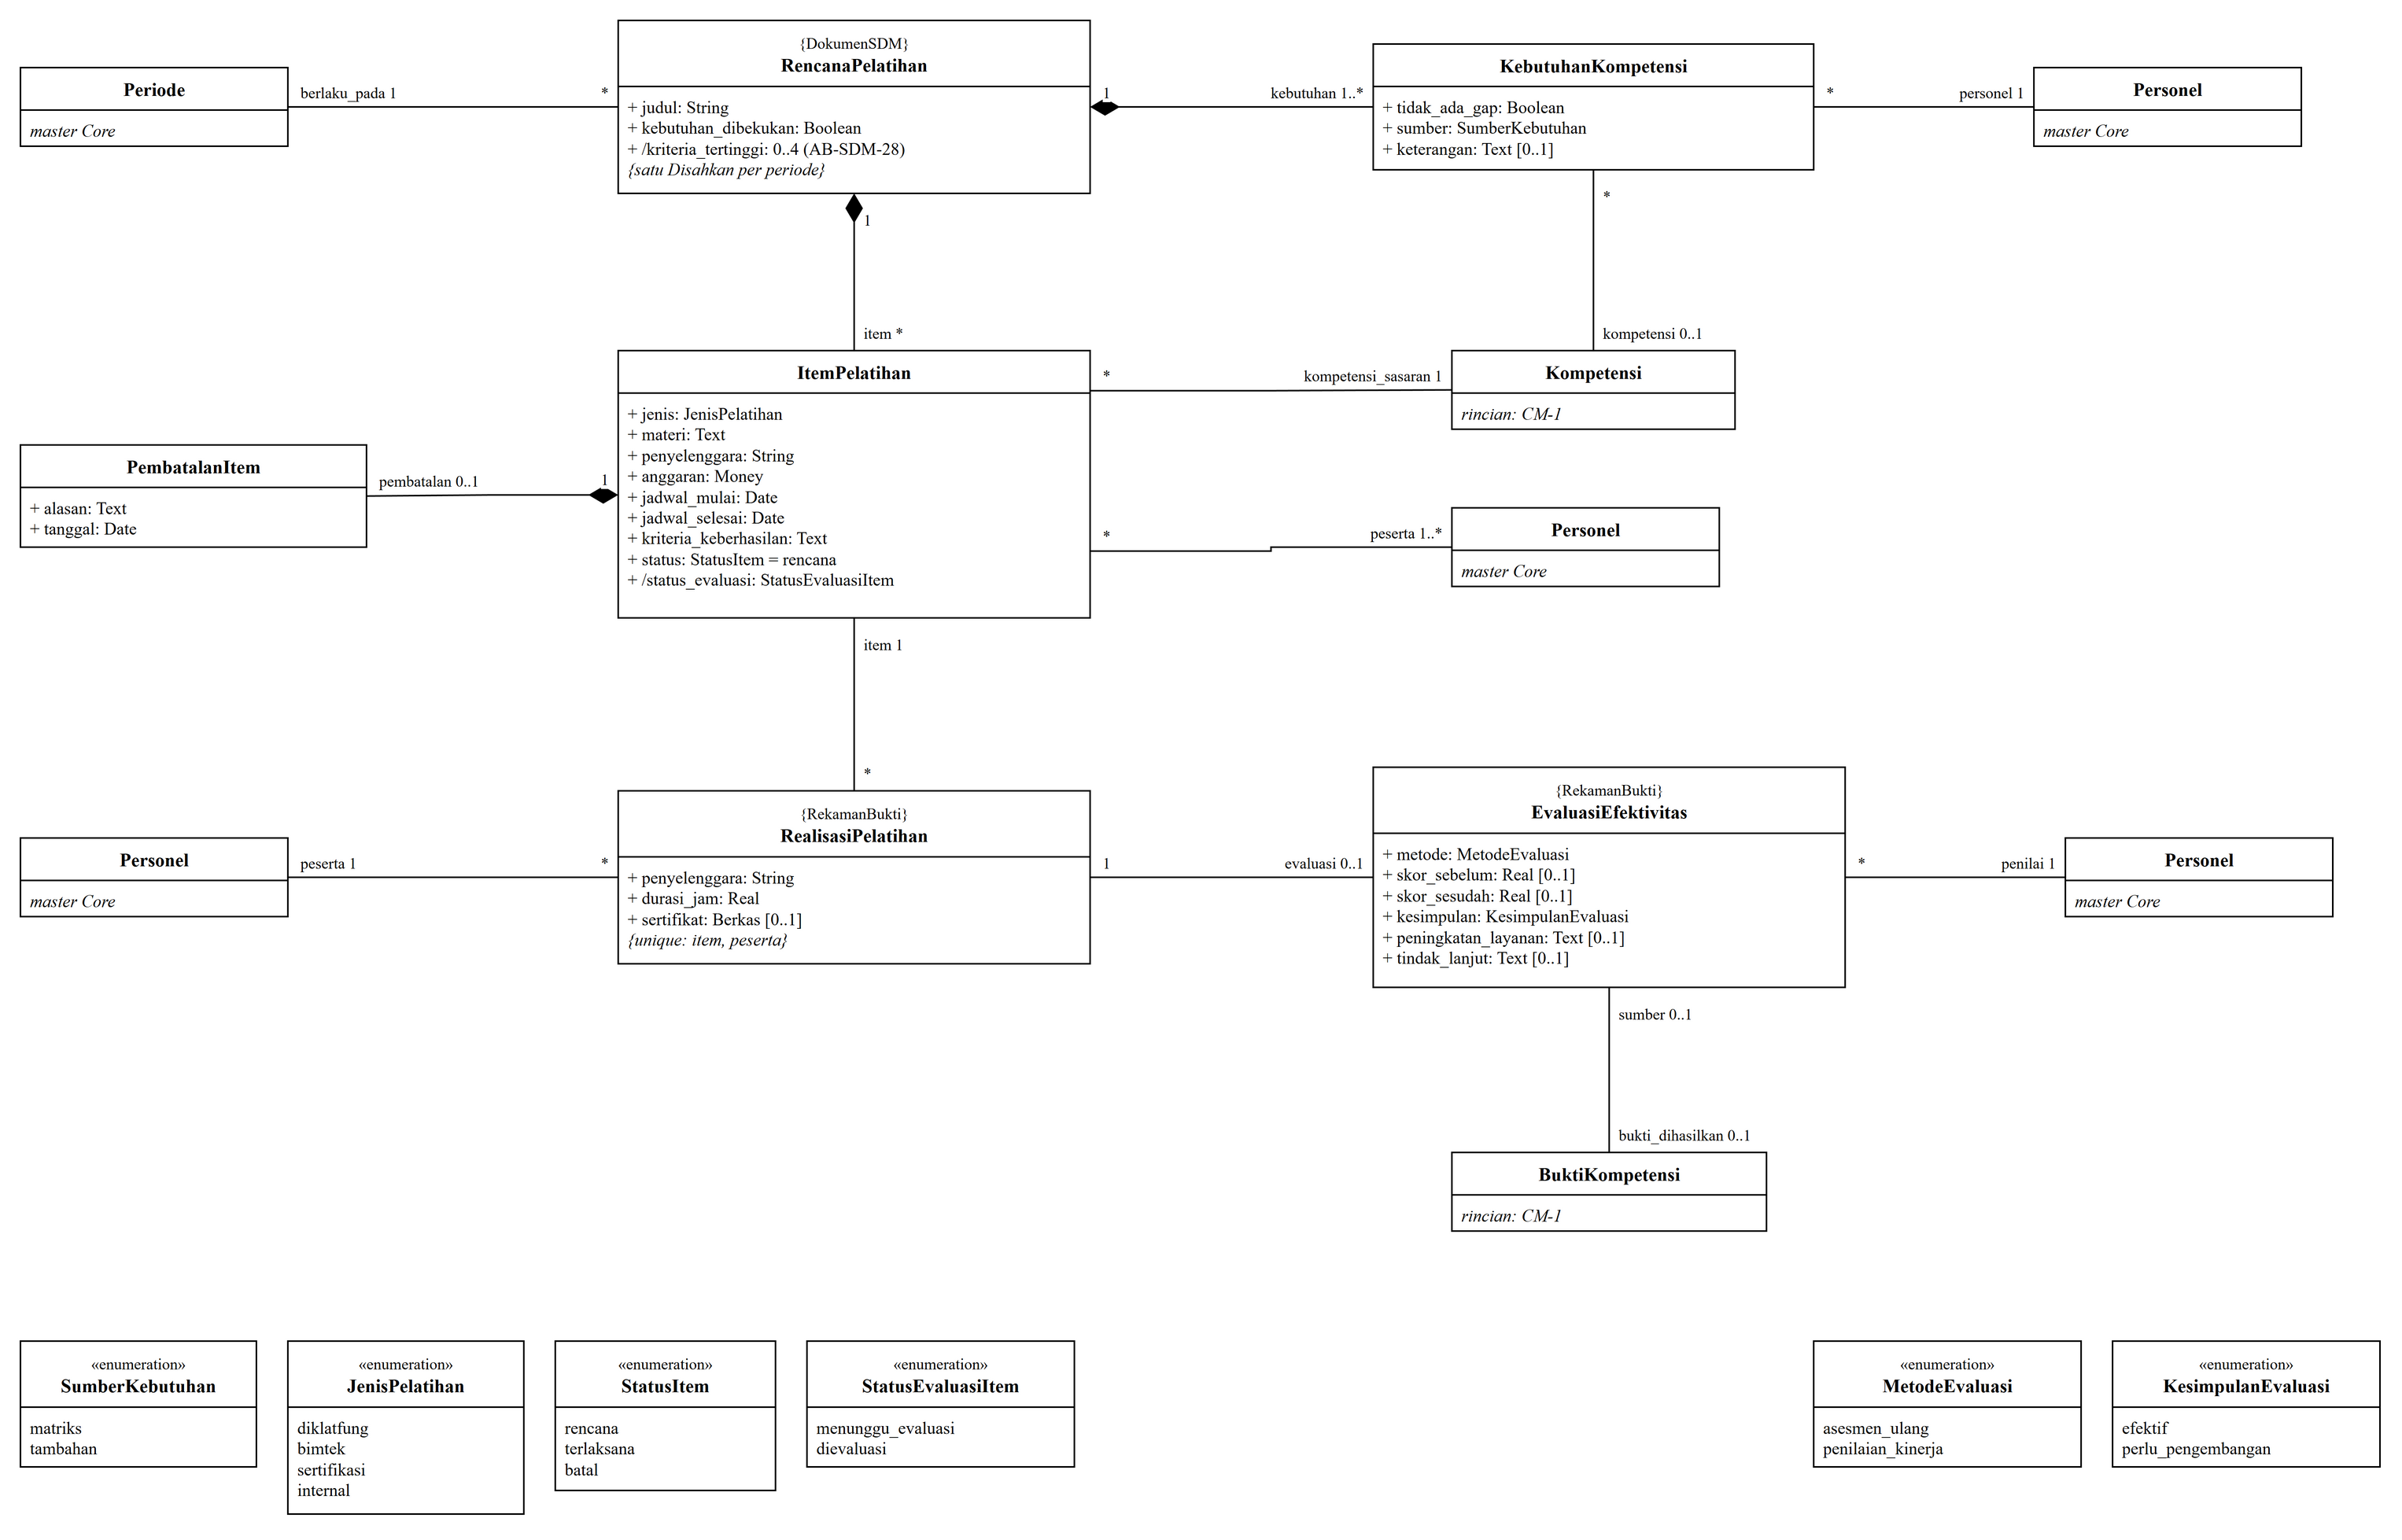 {DokumenSDM}
RencanaPelatihan
+ judul: String
+ kebutuhan_dibekukan: Boolean
+ /kriteria_tertinggi: 0..4 (AB-SDM-28)
{satu Disahkan per periode}
Periode
master Core
berlaku_pada 1
*
1
kebutuhan 1..*
KebutuhanKompetensi
+ tidak_ada_gap: Boolean
+ sumber: SumberKebutuhan
+ keterangan: Text [0..1]
*
personel 1
Personel
master Core
1
item *
*
kompetensi 0..1
ItemPelatihan
+ jenis: JenisPelatihan
+ materi: Text
+ penyelenggara: String
+ anggaran: Money
+ jadwal_mulai: Date
+ jadwal_selesai: Date
+ kriteria_keberhasilan: Text
+ status: StatusItem = rencana
+ /status_evaluasi: StatusEvaluasiItem
*
kompetensi_sasaran 1
Kompetensi
rincian: CM-1
PembatalanItem
+ alasan: Text
+ tanggal: Date
pembatalan 0..1
1
*
peserta 1..*
Personel
master Core
item 1
*
{RekamanBukti}
RealisasiPelatihan
+ penyelenggara: String
+ durasi_jam: Real
+ sertifikat: Berkas [0..1]
{unique: item, peserta}
Personel
master Core
peserta 1
*
1
evaluasi 0..1
{RekamanBukti}
EvaluasiEfektivitas
+ metode: MetodeEvaluasi
+ skor_sebelum: Real [0..1]
+ skor_sesudah: Real [0..1]
+ kesimpulan: KesimpulanEvaluasi
+ peningkatan_layanan: Text [0..1]
+ tindak_lanjut: Text [0..1]
*
penilai 1
Personel
master Core
sumber 0..1
bukti_dihasilkan 0..1
BuktiKompetensi
rincian: CM-1
«enumeration»
SumberKebutuhan
matriks
tambahan
«enumeration»
JenisPelatihan
diklatfung
bimtek
sertifikasi
internal
«enumeration»
StatusItem
rencana
terlaksana
batal
«enumeration»
StatusEvaluasiItem
menunggu_evaluasi
dievaluasi
«enumeration»
MetodeEvaluasi
asesmen_ulang
penilaian_kinerja
«enumeration»
KesimpulanEvaluasi
efektif
perlu_pengembangan